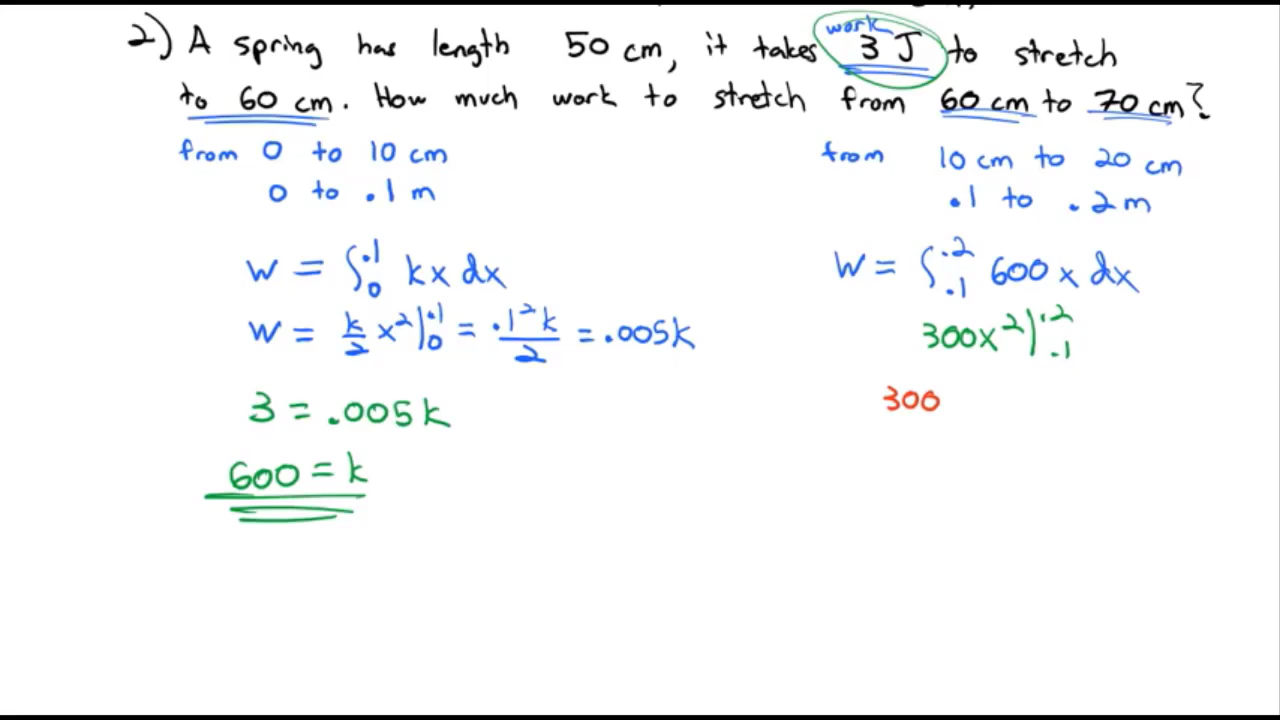 2) A spring has length 50 cm, it takes 3 J to stretch
work
to 60 cm. How much work to stretch from 60 cm to 70 cm?
from 0 to 10 cm
0 to .1 m
W = ∫₀^.1 kx dx
W = k/2 x² |₀^.1 = .1²k/2 = .005k
3 = .005k
600 = k
from 10 cm to 20 cm
.1 to .2m
W = ∫.₁^.2 600x dx
300x² |.₁^.2
300